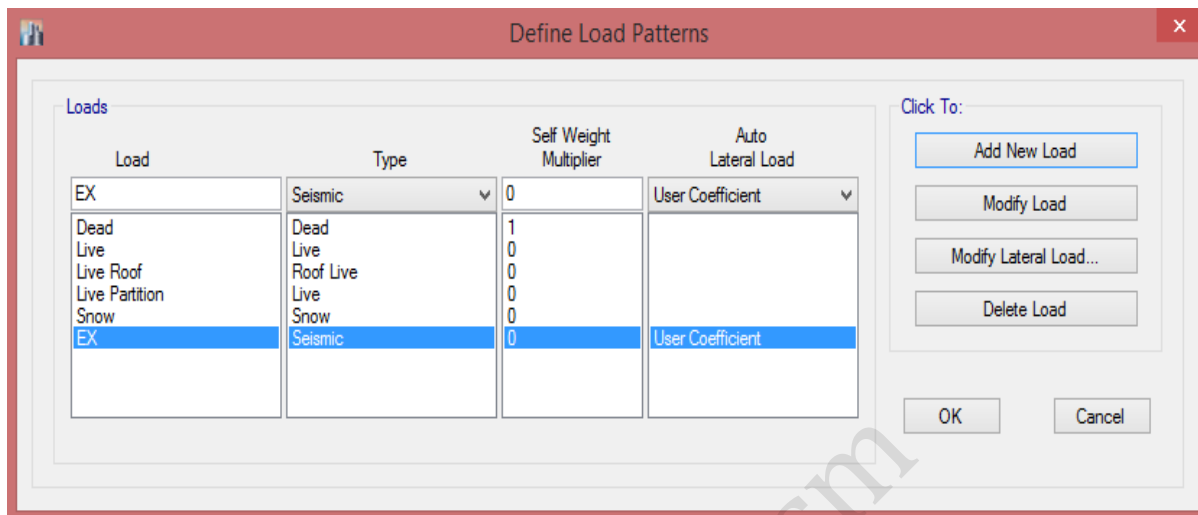 Define Load Patterns
x
Loads
Load Type Self Weight Multiplier Auto Lateral Load
EX Seismic 0 User Coefficient
Dead Dead 1
Live Live 0
Live Roof Roof Live 0
Live Partition Live 0
Snow Snow 0
EX Seismic 0 User Coefficient
Click To:
Add New Load
Modify Load
Modify Lateral Load...
Delete Load
OK Cancel